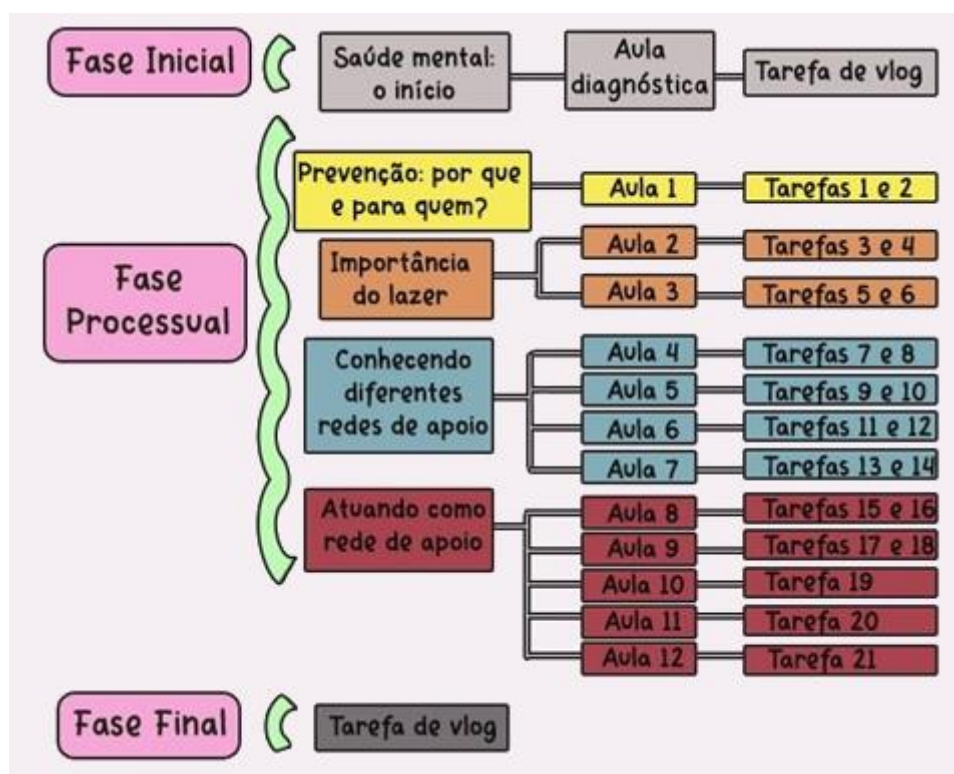 Fase Inicial
Saúde mental:
o início
Aula
diagnóstica
Tarefa de vlog
Fase
Processual
Prevenção: por que
e para quem?
Aula 1
Tarefas 1 e 2
Importância
do lazer
Aula 2
Tarefas 3 e 4
Aula 3
Tarefas 5 e 6
Conhecendo
diferentes
redes de apoio
Aula 4
Tarefas 7 e 8
Aula 5
Tarefas 9 e 10
Aula 6
Tarefas 11 e 12
Aula 7
Tarefas 13 e 14
Atuando como
rede de apoio
Aula 8
Tarefas 15 e 16
Aula 9
Tarefas 17 e 18
Aula 10
Tarefa 19
Aula 11
Tarefa 20
Aula 12
Tarefa 21
Fase Final
Tarefa de vlog